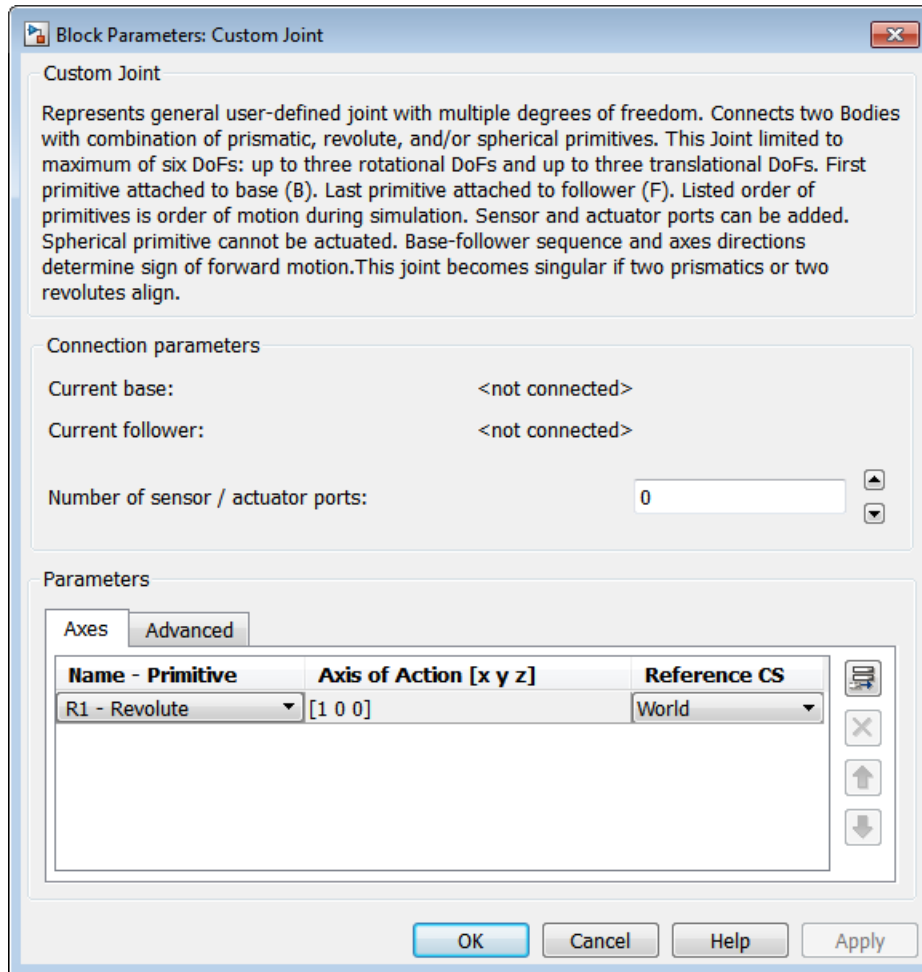 Block Parameters: Custom Joint
Custom Joint
Represents general user-defined joint with multiple degrees of freedom. Connects two Bodies
with combination of prismatic, revolute, and/or spherical primitives. This Joint limited to
maximum of six DoFs: up to three rotational DoFs and up to three translational DoFs. First
primitive attached to base (B). Last primitive attached to follower (F). Listed order of
primitives is order of motion during simulation. Sensor and actuator ports can be added.
Spherical primitive cannot be actuated. Base-follower sequence and axes directions
determine sign of forward motion.This joint becomes singular if two prismatics or two
revolutes align.
Connection parameters
Current base: <not connected>
Current follower: <not connected>
Number of sensor / actuator ports: 0
Parameters
Axes Advanced
Name - Primitive Axis of Action [x y z] Reference CS
R1 - Revolute [1 0 0] World
OK Cancel Help Apply